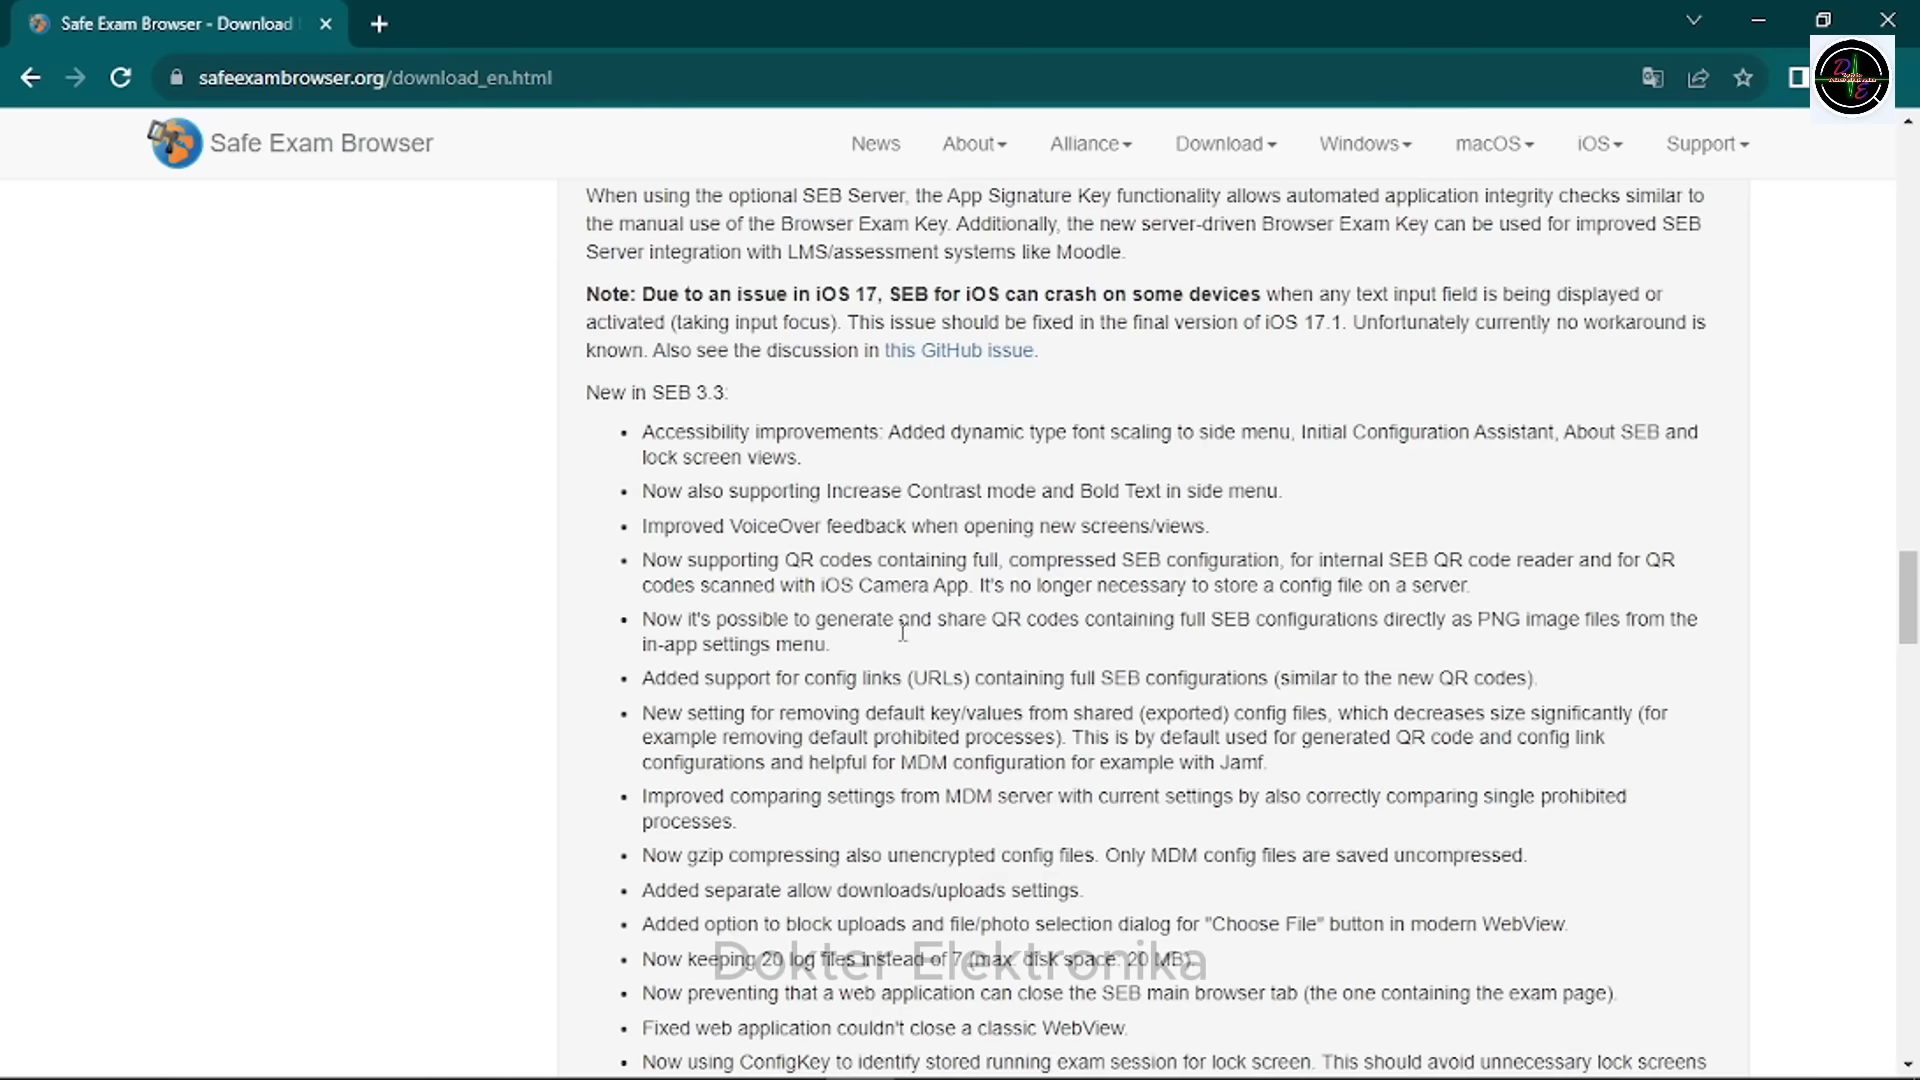 Safe Exam Browser - Download
safeexambrowser.org/download_en.html
Safe Exam Browser News About Alliance Download Windows macOS iOS Support
When using the optional SEB Server, the App Signature Key functionality allows automated application integrity checks similar to
the manual use of the Browser Exam Key. Additionally, the new server-driven Browser Exam Key can be used for improved SEB
Server integration with LMS/assessment systems like Moodle.
Note: Due to an issue in iOS 17, SEB for iOS can crash on some devices when any text input field is being displayed or
activated (taking input focus). This issue should be fixed in the final version of iOS 17.1. Unfortunately currently no workaround is
known. Also see the discussion in this GitHub issue.
New in SEB 3.3:
• Accessibility improvements: Added dynamic type font scaling to side menu, Initial Configuration Assistant, About SEB and
lock screen views.
• Now also supporting Increase Contrast mode and Bold Text in side menu.
• Improved VoiceOver feedback when opening new screens/views.
• Now supporting QR codes containing full, compressed SEB configuration, for internal SEB QR code reader and for QR
codes scanned with iOS Camera App. It's no longer necessary to store a config file on a server.
• Now it's possible to generate and share QR codes containing full SEB configurations directly as PNG image files from the
in-app settings menu.
• Added support for config links (URLs) containing full SEB configurations (similar to the new QR codes).
• New setting for removing default key/values from shared (exported) config files, which decreases size significantly (for
example removing default prohibited processes). This is by default used for generated QR code and config link
configurations and helpful for MDM configuration for example with Jamf.
• Improved comparing settings from MDM server with current settings by also correctly comparing single prohibited
processes.
• Now gzip compressing also unencrypted config files. Only MDM config files are saved uncompressed.
• Added separate allow downloads/uploads settings.
• Added option to block uploads and file/photo selection dialog for "Choose File" button in modern WebView.
• Now keeping 20 log files instead of 7 (max. disk space: 20 MB).
Dokter Elektronika
• Now preventing that a web application can close the SEB main browser tab (the one containing the exam page).
• Fixed web application couldn't close a classic WebView.
• Now using ConfigKey to identify stored running exam session for lock screen. This should avoid unnecessary lock screens